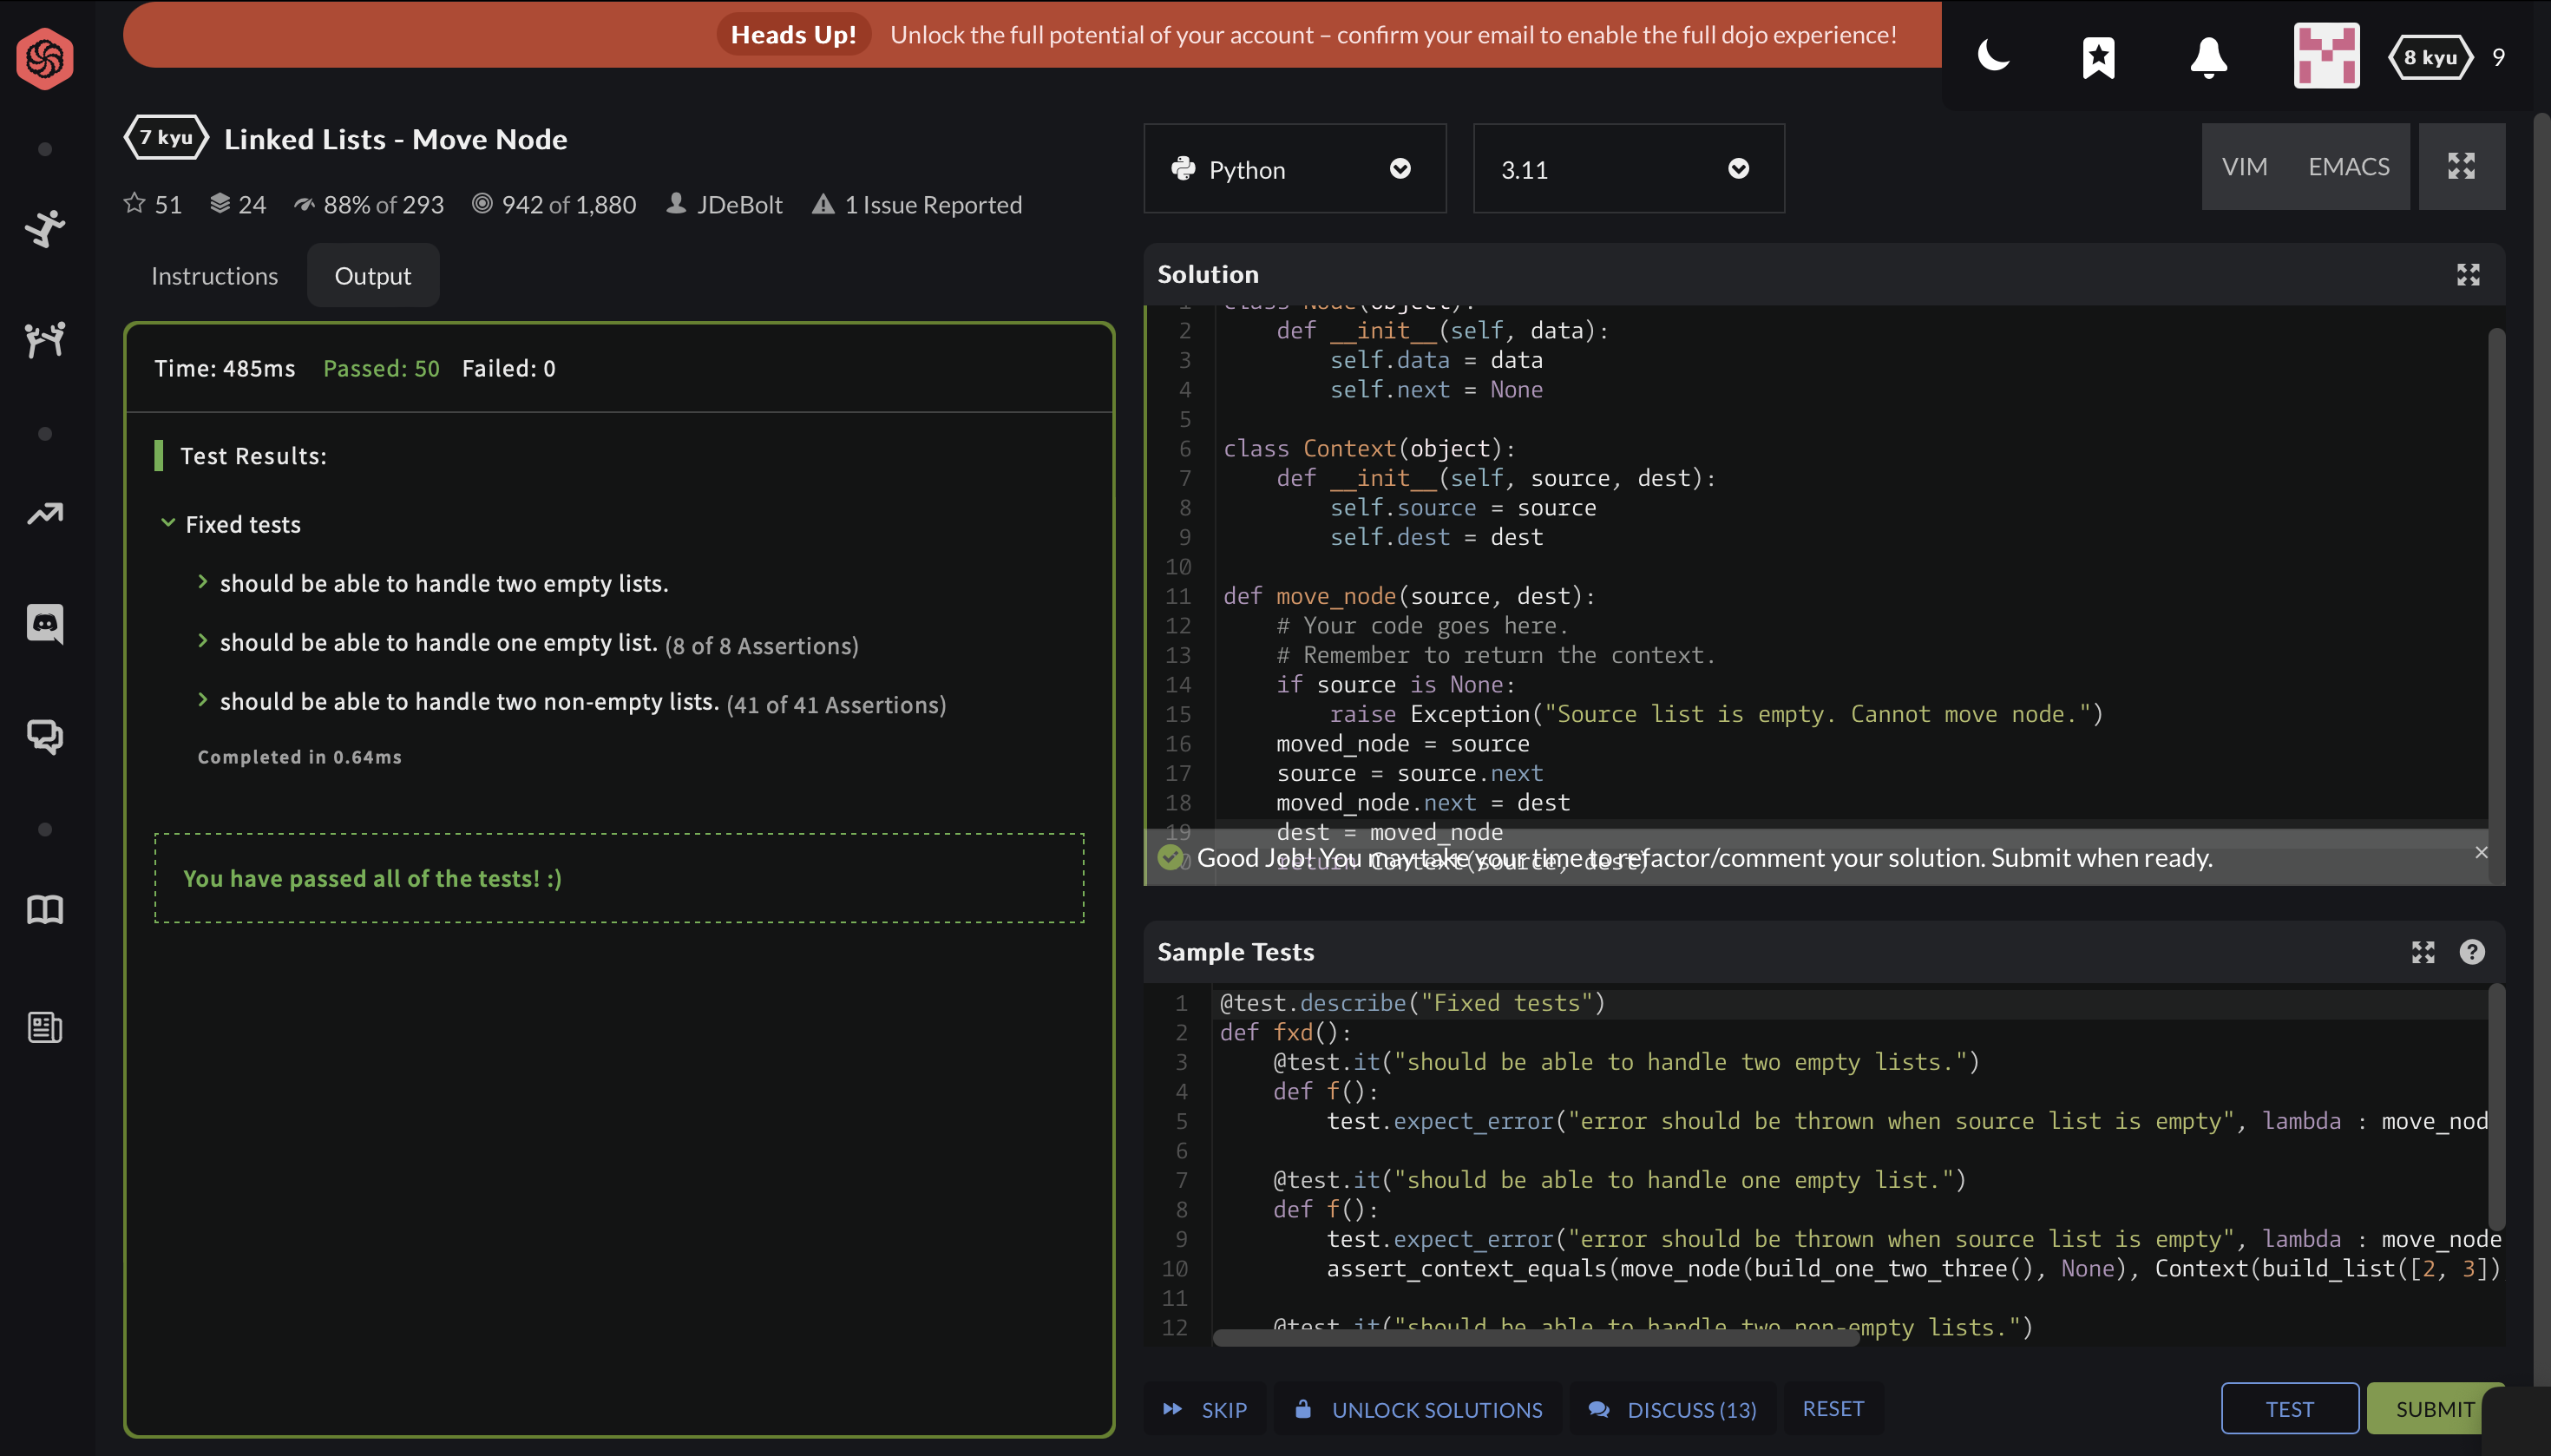 Heads Up! Unlock the full potential of your account – confirm your email to enable the full dojo experience!
8 kyu 9
7 kyu Linked Lists - Move Node
51 24 88% of 293 942 of 1,880 JDeBolt 1 Issue Reported
Instructions Output
Time: 485ms Passed: 50 Failed: 0
Test Results:
Fixed tests
should be able to handle two empty lists.
should be able to handle one empty list. (8 of 8 Assertions)
should be able to handle two non-empty lists. (41 of 41 Assertions)
Completed in 0.64ms
You have passed all of the tests! :)
Python 3.11 VIM EMACS
Solution
1 class Node(object):
2 def __init__(self, data):
3 self.data = data
4 self.next = None
5
6 class Context(object):
7 def __init__(self, source, dest):
8 self.source = source
9 self.dest = dest
10
11 def move_node(source, dest):
12 # Your code goes here.
13 # Remember to return the context.
14 if source is None:
15 raise Exception("Source list is empty. Cannot move node.")
16 moved_node = source
17 source = source.next
18 moved_node.next = dest
19 dest = moved_node
return Context(source, dest)
Good Job! You may take your time to refactor/comment your solution. Submit when ready.
Sample Tests
1 @test.describe("Fixed tests")
2 def fxd():
3 @test.it("should be able to handle two empty lists.")
4 def f():
5 test.expect_error("error should be thrown when source list is empty", lambda : move_nod
6
7 @test.it("should be able to handle one empty list.")
8 def f():
9 test.expect_error("error should be thrown when source list is empty", lambda : move_node
10 assert_context_equals(move_node(build_one_two_three(), None), Context(build_list([2, 3])
11
12 @test.it("should be able to handle two non-empty lists.")
SKIP UNLOCK SOLUTIONS DISCUSS (13) RESET TEST SUBMIT